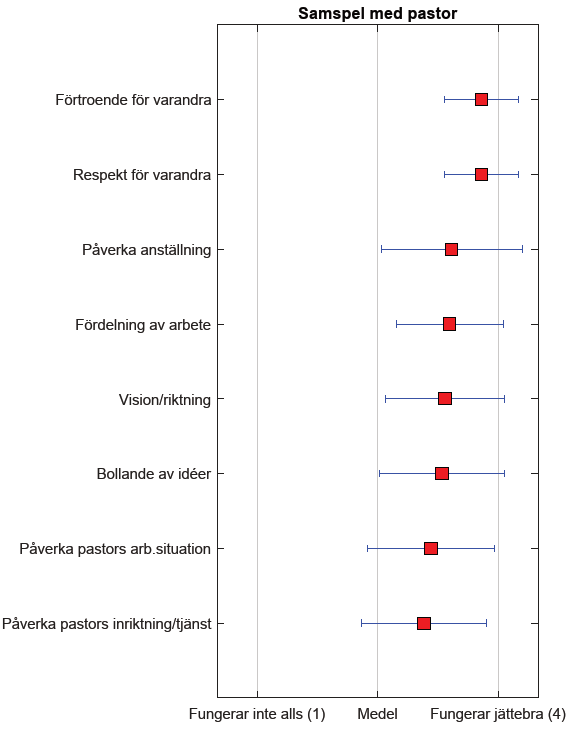 Samspel med pastor
Förtroende för varandra
Respekt för varandra
Påverka anställning
Fördelning av arbete
Vision/riktning
Bollande av idéer
Påverka pastors arb.situation
Påverka pastors inriktning/tjänst
Fungerar inte alls (1) Medel Fungerar jättebra (4)